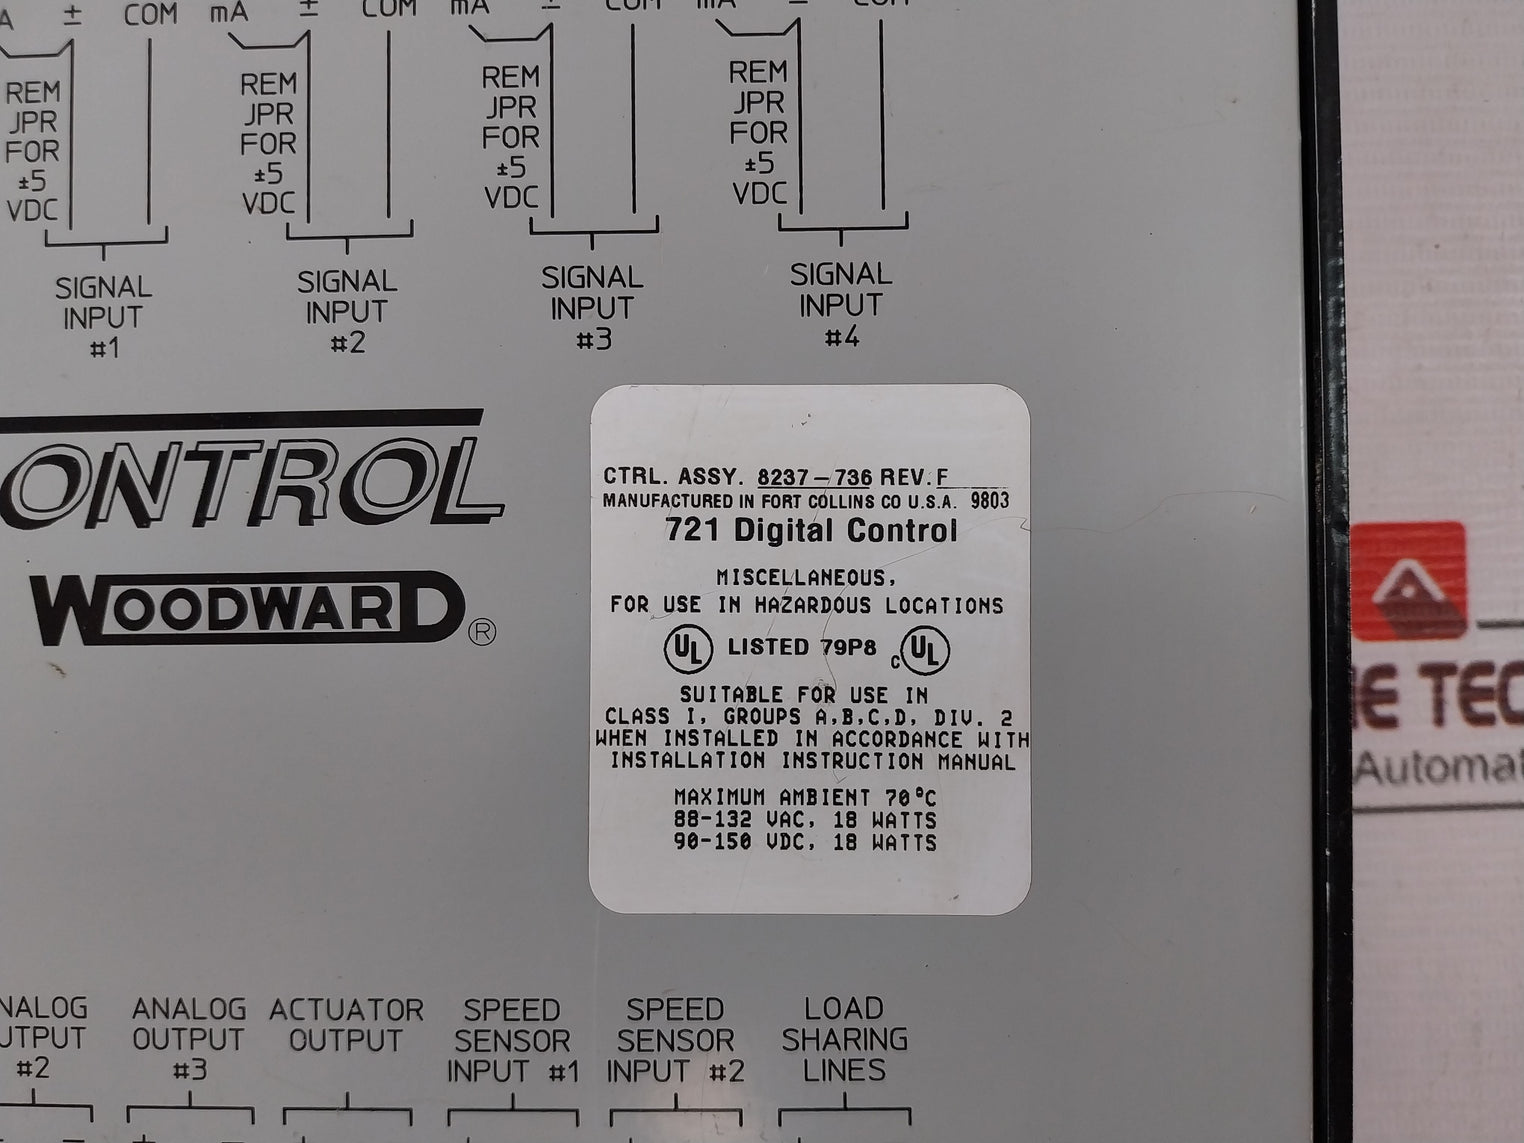 ± COM mA ± COM mA ± COM mA ± COM
REM REM REM REM
JPR JPR JPR JPR
FOR FOR FOR FOR
±5 ±5 ±5 ±5
VDC VDC VDC VDC
SIGNAL SIGNAL SIGNAL SIGNAL
INPUT INPUT INPUT INPUT
#1 #2 #3 #4
ONTROL
WOODWARD®
CTRL. ASSY. 8237-736 REV. F
MANUFACTURED IN FORT COLLINS CO U.S.A. 9803
721 Digital Control
MISCELLANEOUS,
FOR USE IN HAZARDOUS LOCATIONS
UL LISTED 79P8 C UL
SUITABLE FOR USE IN
CLASS I, GROUPS A,B,C,D, DIV. 2
WHEN INSTALLED IN ACCORDANCE WITH
INSTALLATION INSTRUCTION MANUAL
MAXIMUM AMBIENT 70°C
88-132 VAC, 18 WATTS
90-150 VDC, 18 WATTS
E TEC
Automat
NALOG ANALOG ACTUATOR SPEED SPEED LOAD
UTPUT OUTPUT OUTPUT SENSOR SENSOR SHARING
#2 #3 INPUT #1 INPUT #2 LINES